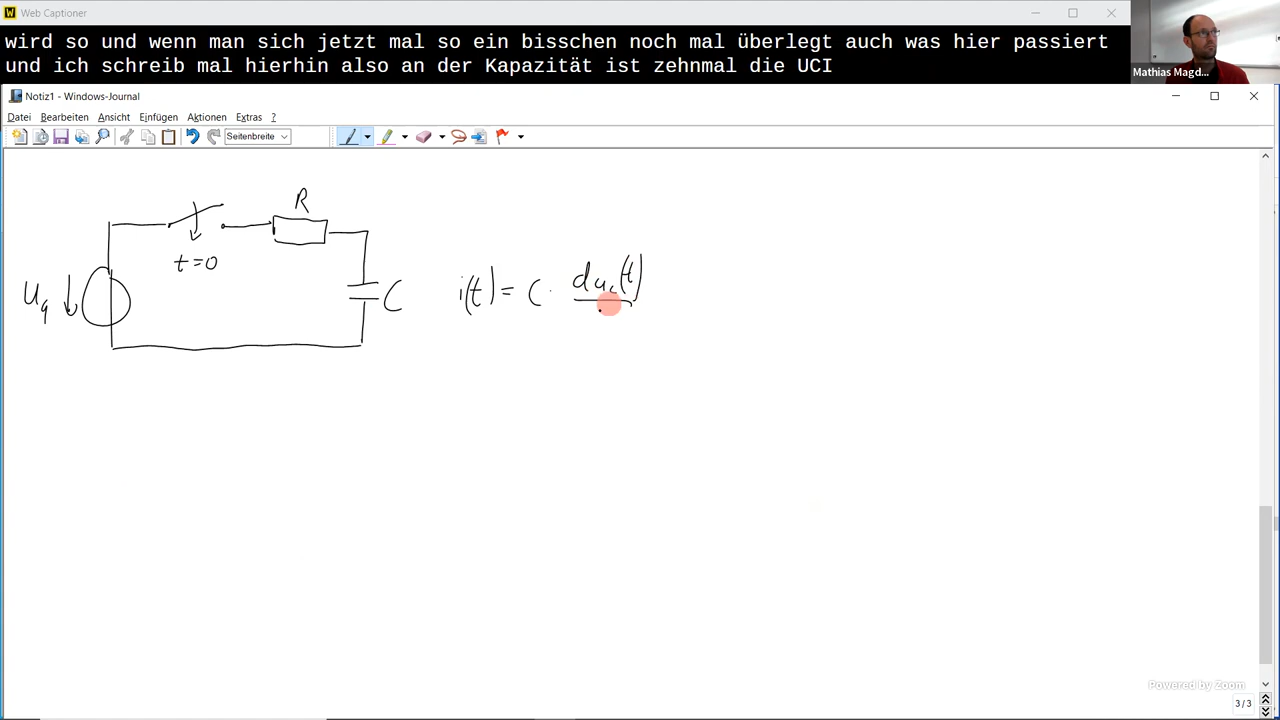 Web Captioner
wird so und wenn man sich jetzt mal so ein bisschen noch mal überlegt auch was hier passiert
und ich schreib mal hierhin also an der Kapazität ist zehnmal die UCI
Mathias Magd...
Notiz1 - Windows-Journal
Datei Bearbeiten Ansicht Einfügen Aktionen Extras ?
Seitenbreite
R
t=0
Uq
C
i(t) = C · duc(t)
Powered by Zoom
3/3